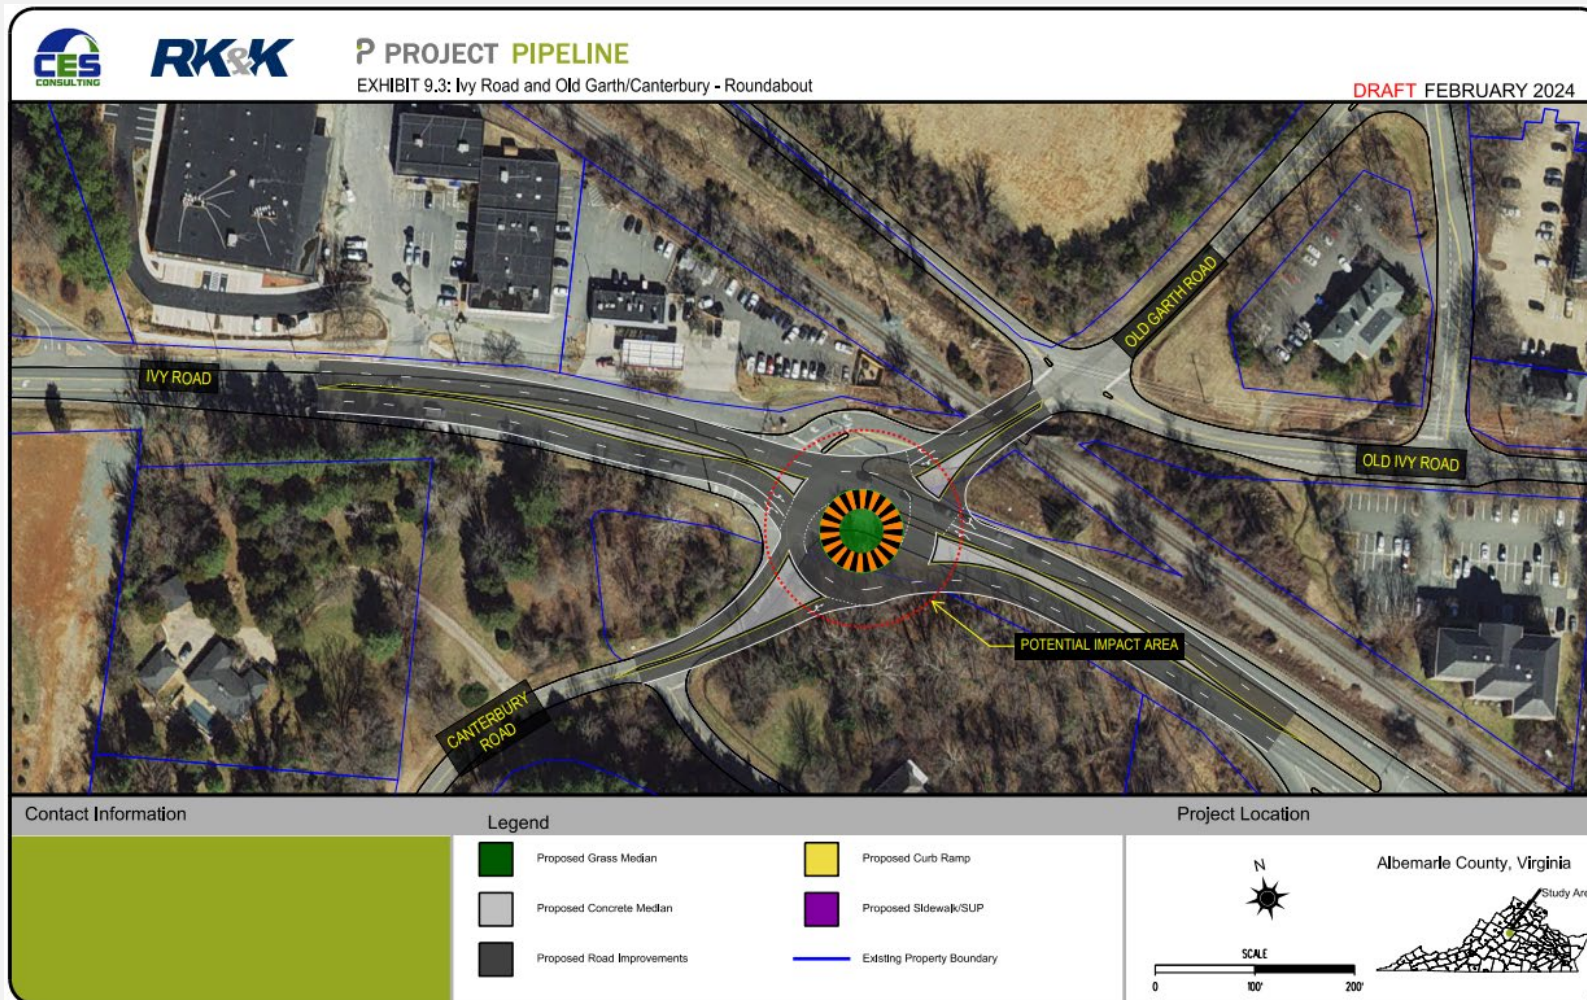 CES
CONSULTING
RK&K
PROJECT PIPELINE
EXHIBIT 9.3: Ivy Road and Old Garth/Canterbury - Roundabout
DRAFT FEBRUARY 2024
OLD GARTH ROAD
IVY ROAD
OLD IVY ROAD
POTENTIAL IMPACT AREA
CANTERBURY
ROAD
Contact Information
Legend
Proposed Grass Median
Proposed Concrete Median
Proposed Road Improvements
Proposed Curb Ramp
Proposed Sidewalk/SUP
Existing Property Boundary
Project Location
N
Albemarle County, Virginia
Study Are
SCALE
0 100' 200'